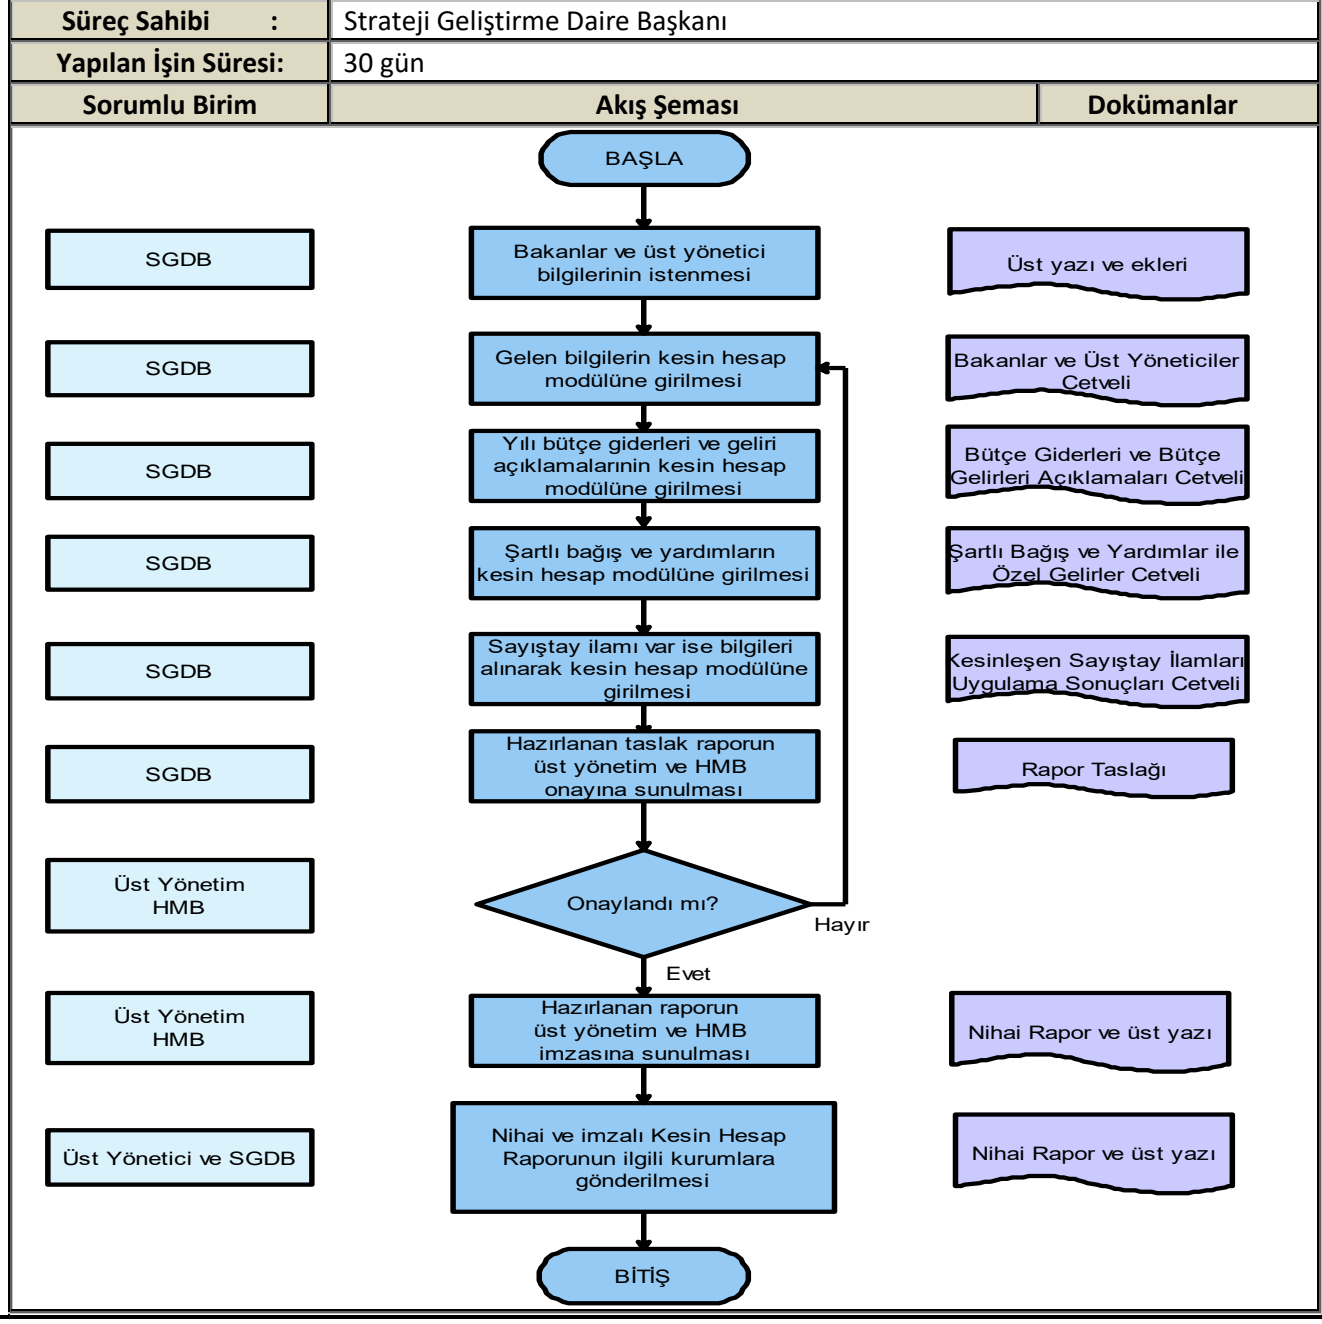 Süreç Sahibi : Strateji Geliştirme Daire Başkanı
Yapılan İşin Süresi: 30 gün
Sorumlu Birim Akış Şeması Dokümanlar
BAŞLA
SGDB
Bakanlar ve üst yönetici
bilgilerinin istenmesi
Üst yazı ve ekleri
SGDB
Gelen bilgilerin kesin hesap
modülüne girilmesi
Bakanlar ve Üst Yöneticiler
Cetveli
SGDB
Yılı bütçe giderleri ve geliri
açıklamalarının kesin hesap
modülüne girilmesi
Bütçe Giderleri ve Bütçe
Gelirleri Açıklamaları Cetveli
SGDB
Şartlı bağış ve yardımların
kesin hesap modülüne girilmesi
Şartlı Bağış ve Yardımlar ile
Özel Gelirler Cetveli
SGDB
Sayıştay ilamı var ise bilgileri
alınarak kesin hesap modülüne
girilmesi
Kesinleşen Sayıştay İlamları
Uygulama Sonuçları Cetveli
SGDB
Hazırlanan taslak raporun
üst yönetim ve HMB
onayına sunulması
Rapor Taslağı
Üst Yönetim
HMB
Onaylandı mı?
Hayır
Evet
Üst Yönetim
HMB
Hazırlanan raporun
üst yönetim ve HMB
imzasına sunulması
Nihai Rapor ve üst yazı
Üst Yönetici ve SGDB
Nihai ve imzalı Kesin Hesap
Raporunun ilgili kurumlara
gönderilmesi
Nihai Rapor ve üst yazı
BİTİŞ